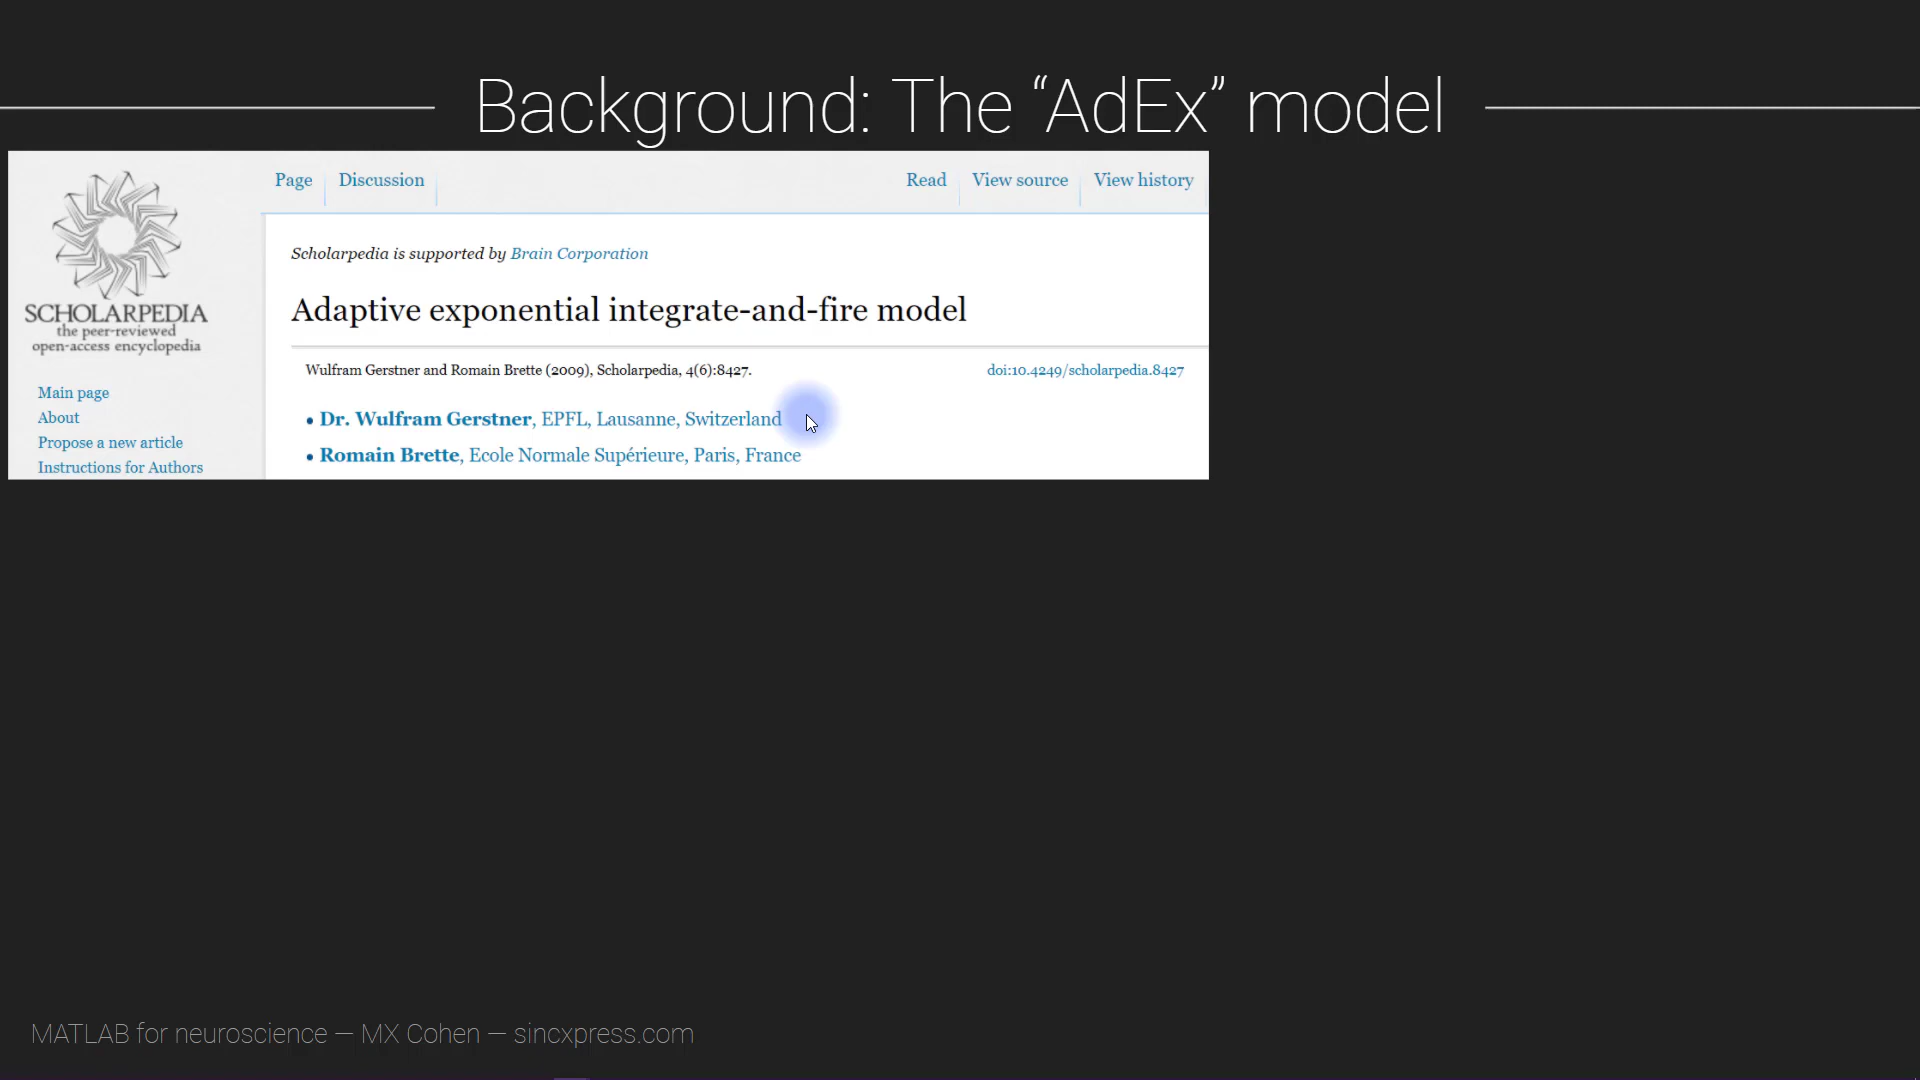 Background: The “AdEx” model
Page Discussion Read View source View history
Scholarpedia is supported by Brain Corporation
SCHOLARPEDIA
the peer-reviewed
open-access encyclopedia
Adaptive exponential integrate-and-fire model
Wulfram Gerstner and Romain Brette (2009), Scholarpedia, 4(6):8427. doi:10.4249/scholarpedia.8427
• Dr. Wulfram Gerstner, EPFL, Lausanne, Switzerland
• Romain Brette, Ecole Normale Supérieure, Paris, France
Main page
About
Propose a new article
Instructions for Authors
MATLAB for neuroscience — MX Cohen — sincxpress.com